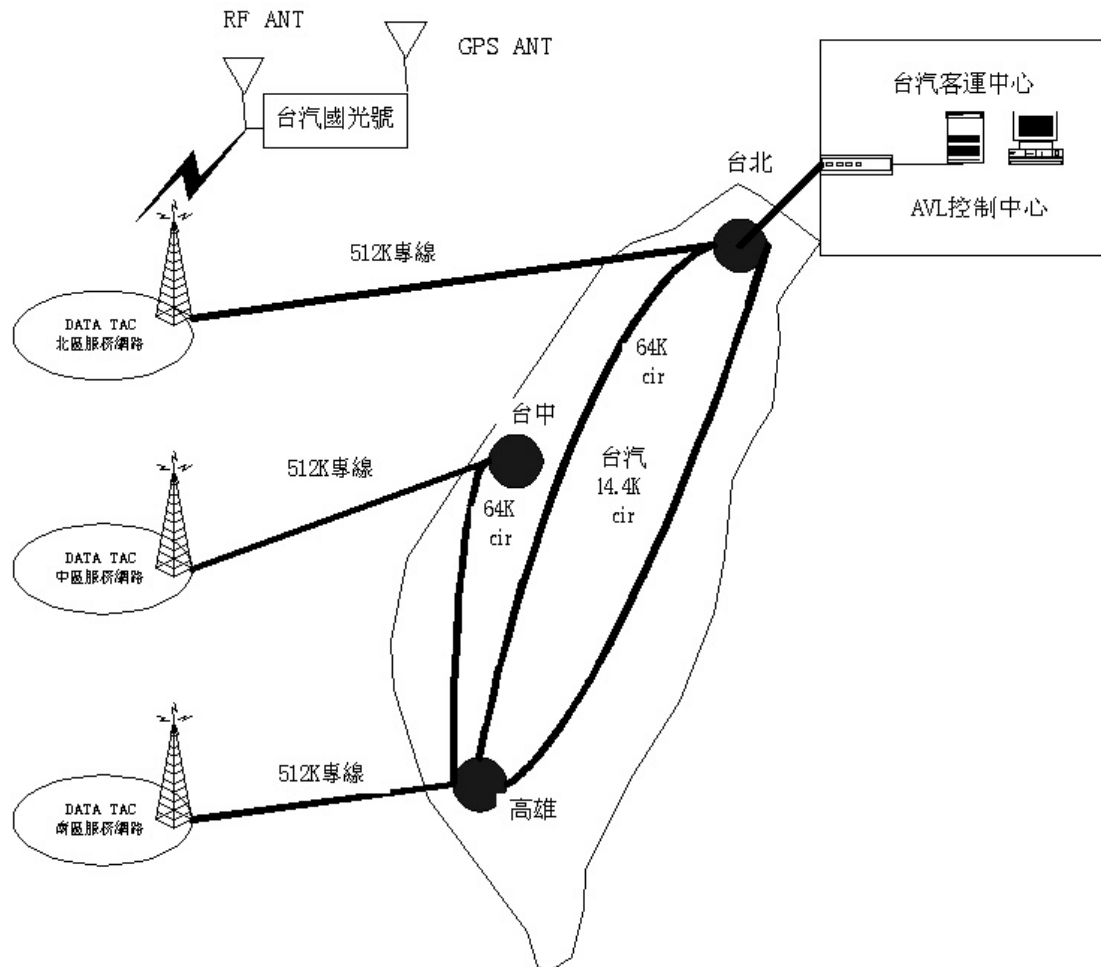 RF ANT
GPS ANT
台汽國光號
台汽客運中心
AVL控制中心
台北
512K專線
DATA TAC
北區服務網路
64K
cir
台中
512K專線
台汽
14.4K
cir
64K
cir
DATA TAC
中區服務網路
512K專線
高雄
DATA TAC
南區服務網路